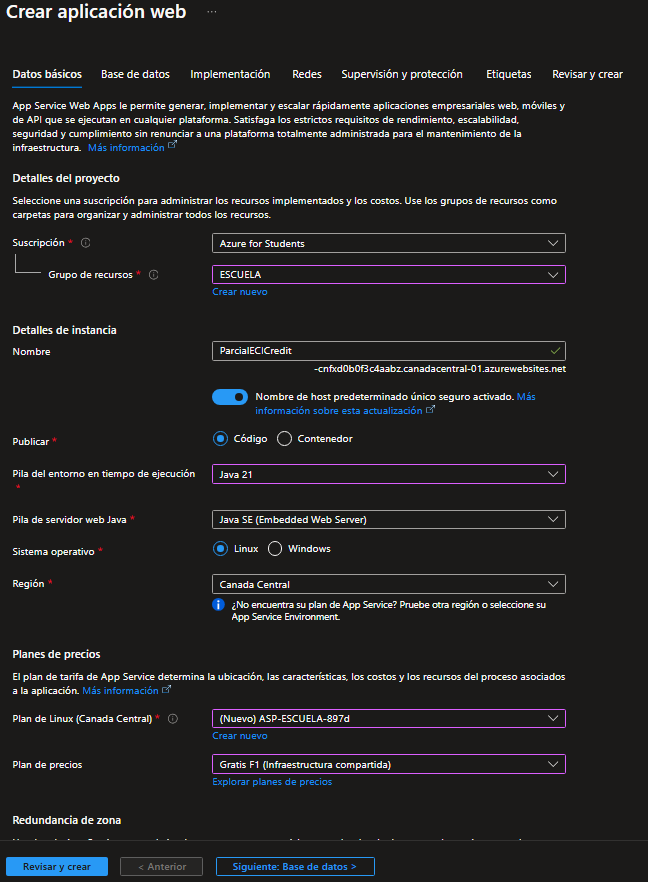 Crear aplicación web ...
Datos básicos Base de datos Implementación Redes Supervisión y protección Etiquetas Revisar y crear
App Service Web Apps le permite generar, implementar y escalar rápidamente aplicaciones empresariales web, móviles y
de API que se ejecutan en cualquier plataforma. Satisfaga los estrictos requisitos de rendimiento, escalabilidad,
seguridad y cumplimiento sin renunciar a una plataforma totalmente administrada para el mantenimiento de la
infraestructura. Más información
Detalles del proyecto
Seleccione una suscripción para administrar los recursos implementados y los costos. Use los grupos de recursos como
carpetas para organizar y administrar todos los recursos.
Suscripción * Azure for Students
Grupo de recursos * ESCUELA
Crear nuevo
Detalles de instancia
Nombre ParcialECICredit
-cnfxd0b0f3c4aabz.canadacentral-01.azurewebsites.net
Nombre de host predeterminado único seguro activado. Más
información sobre esta actualización
Publicar * Código Contenedor
Pila del entorno en tiempo de ejecución
* Java 21
Pila de servidor web Java * Java SE (Embedded Web Server)
Sistema operativo * Linux Windows
Región * Canada Central
¿No encuentra su plan de App Service? Pruebe otra región o seleccione su
App Service Environment.
Planes de precios
El plan de tarifa de App Service determina la ubicación, las características, los costos y los recursos del proceso asociados
a la aplicación. Más información
Plan de Linux (Canada Central) * (Nuevo) ASP-ESCUELA-897d
Crear nuevo
Plan de precios Gratis F1 (Infraestructura compartida)
Explorar planes de precios
Redundancia de zona
Revisar y crear < Anterior Siguiente: Base de datos >